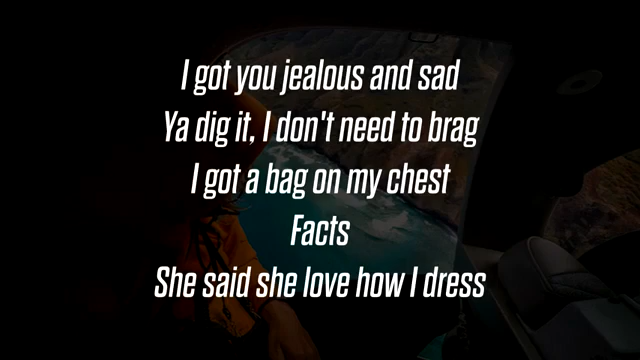 I got you jealous and sad
Ya dig it, I don't need to brag
I got a bag on my chest
Facts
She said she love how I dress